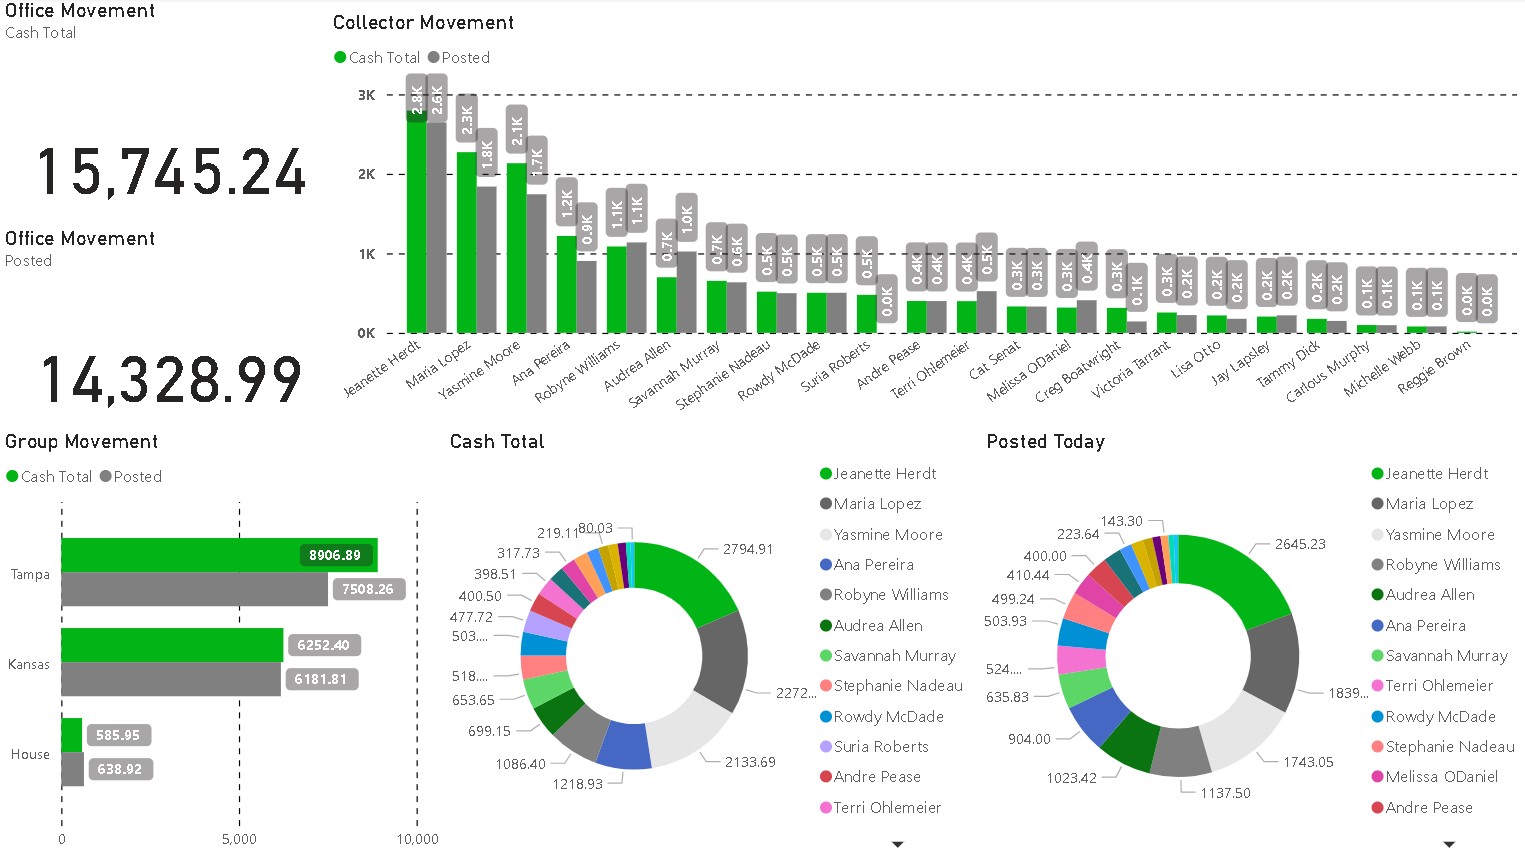 Office Movement
Cash Total
15,745.24
Office Movement
Posted
14,328.99
Collector Movement
Cash Total Posted
3K
2K
1K
0K
2.8K 2.6K 2.3K 1.8K 2.1K 1.7K 1.2K 0.9K 1.1K 1.1K 0.7K 1.0K 0.7K 0.6K 0.5K 0.5K 0.5K 0.5K 0.5K 0.0K 0.4K 0.4K 0.4K 0.5K 0.3K 0.3K 0.3K 0.4K 0.3K 0.1K 0.3K 0.2K 0.2K 0.2K 0.2K 0.2K 0.2K 0.2K 0.1K 0.1K 0.1K 0.1K 0.0K 0.0K
Jeanette Herdt
Maria Lopez
Yasmine Moore
Ana Pereira
Robyne Williams
Audrea Allen
Savannah Murray
Stephanie Nadeau
Rowdy McDade
Suria Roberts
Andre Pease
Terri Ohlemeier
Cat Senat
Melissa ODaniel
Creg Boatwright
Victoria Tarrant
Lisa Otto
Jay Lapsley
Tammy Dick
Carlous Murphy
Michelle Webb
Reggie Brown
Group Movement
Cash Total Posted
Tampa
8906.89
7508.26
Kansas
6252.40
6181.81
House
585.95
638.92
0 5,000 10,000
Cash Total
2794.91
2272...
2133.69
1218.93
1086.40
699.15
653.65
518....
503....
477.72
400.50
398.51
317.73
219.11
80.03
Jeanette Herdt
Maria Lopez
Yasmine Moore
Ana Pereira
Robyne Williams
Audrea Allen
Savannah Murray
Stephanie Nadeau
Rowdy McDade
Suria Roberts
Andre Pease
Terri Ohlemeier
Posted Today
2645.23
1839...
1743.05
1137.50
1023.42
904.00
635.83
524....
503.93
499.24
410.44
400.00
223.64
143.30
Jeanette Herdt
Maria Lopez
Yasmine Moore
Robyne Williams
Audrea Allen
Ana Pereira
Savannah Murray
Terri Ohlemeier
Rowdy McDade
Stephanie Nadeau
Melissa ODaniel
Andre Pease